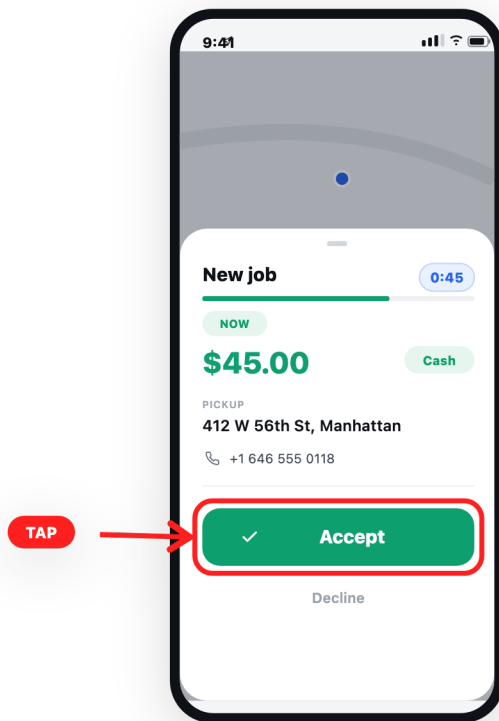 9:41
New job
0:45
NOW
$45.00
Cash
PICKUP
412 W 56th St, Manhattan
+1 646 555 0118
TAP
Accept
Decline